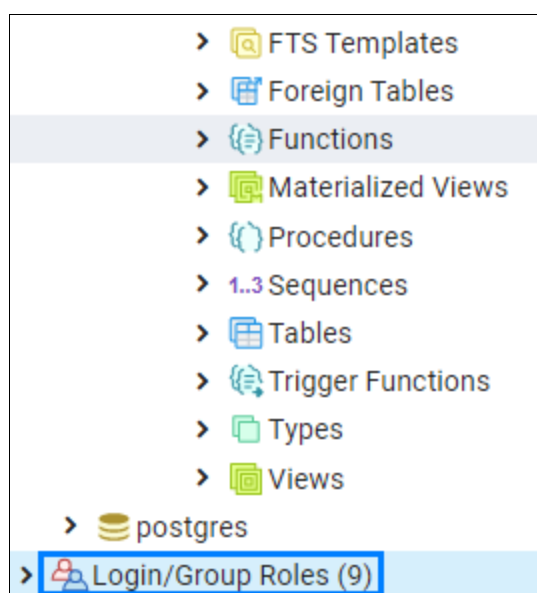 FTS Templates
Foreign Tables
Functions
Materialized Views
Procedures
1..3 Sequences
Tables
Trigger Functions
Types
Views
postgres
Login/Group Roles (9)